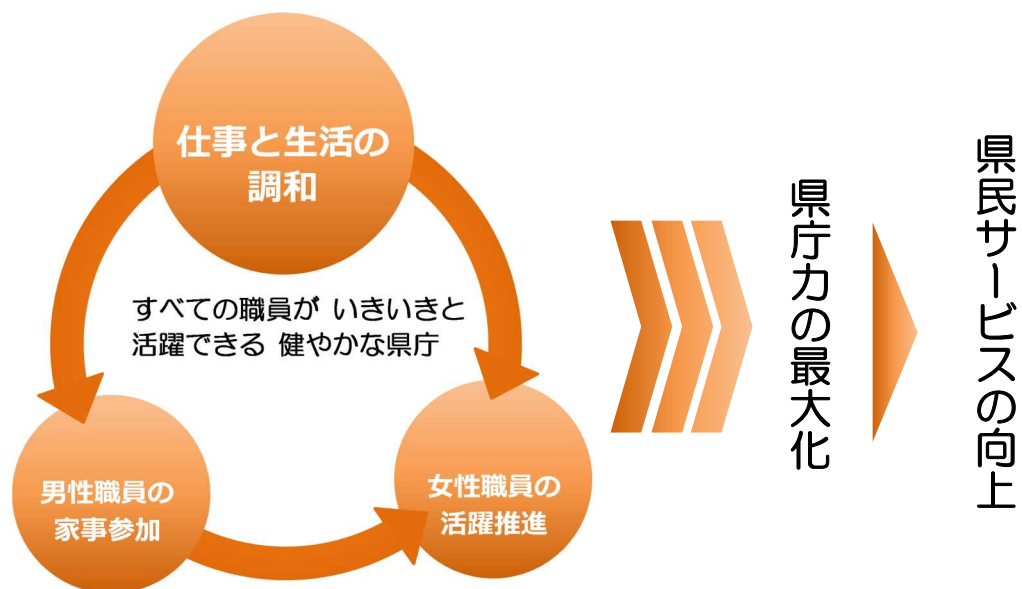 仕事と生活の
調和
すべての職員が いきいきと
活躍できる 健やかな県庁
男性職員の
家事参加
女性職員の
活躍推進
県庁力の最大化
県民サービスの向上